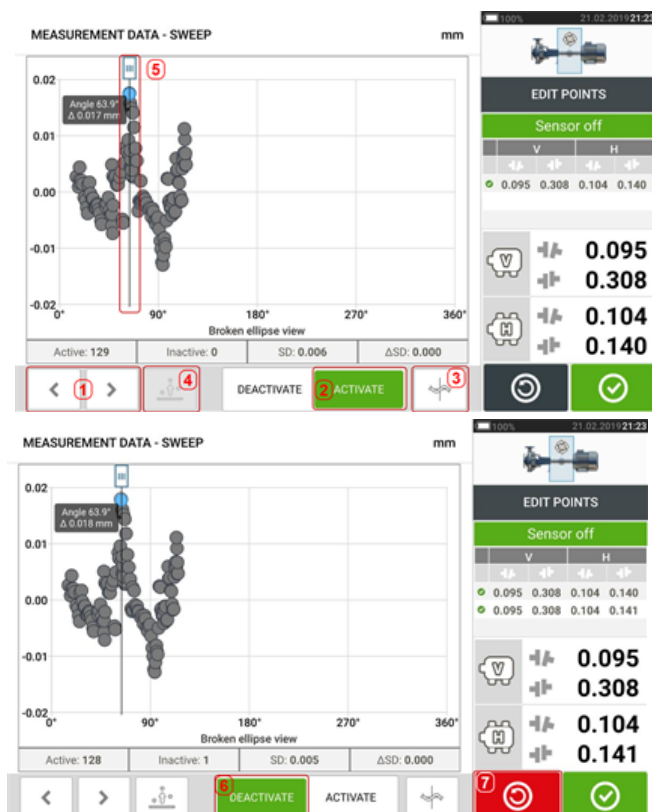 MEASUREMENT DATA - SWEEP mm
100% 21.02.2019 21:23
5
0.02
Angle 63.9°
Δ 0.017 mm
0.01
0.00
-0.01
-0.02
0° 90° 180° 270° 360°
Broken ellipse view
Active: 129 Inactive: 0 SD: 0.006 ΔSD: 0.000
1 4 DEACTIVATE 2 ACTIVATE 3
EDIT POINTS
Sensor off
V H
0.095 0.308 0.104 0.140
V 0.095
0.308
H 0.104
0.140
MEASUREMENT DATA - SWEEP mm
100% 21.02.2019 21:23
0.02
Angle 63.9°
Δ 0.018 mm
0.01
0.00
-0.01
-0.02
0° 90° 180° 270° 360°
Broken ellipse view
Active: 128 Inactive: 1 SD: 0.005 ΔSD: 0.000
6 DEACTIVATE ACTIVATE
EDIT POINTS
Sensor off
V H
0.095 0.308 0.104 0.140
0.095 0.308 0.104 0.141
V 0.095
0.308
H 0.104
0.141
7